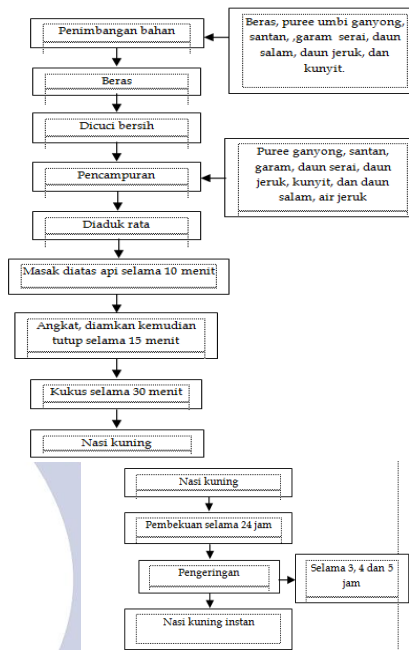 Penimbangan bahan
Beras, puree umbi ganyong,
santan, ,garam serai, daun
salam, daun jeruk, dan
kunyit.
Beras
Dicuci bersih
Pencampuran
Puree ganyong, santan,
garam, daun serai, daun
jeruk, kunyit, dan daun
salam, air jeruk
Diaduk rata
Masak diatas api selama 10 menit
Angkat, diamkan kemudian
tutup selama 15 menit
Kukus selama 30 menit
Nasi kuning
Nasi kuning
Pembekuan selama 24 jam
Pengeringan
Selama 3, 4 dan 5
jam
Nasi kuning instan